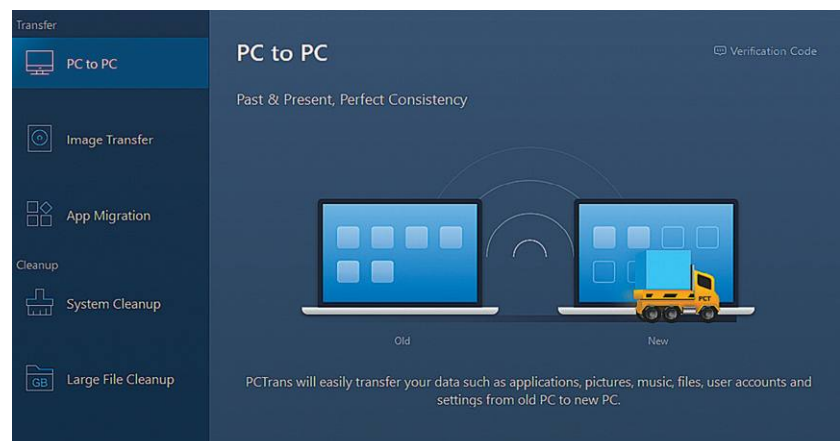 Transfer
PC to PC
Image Transfer
App Migration
Cleanup
System Cleanup
GB
Large File Cleanup
PC to PC
Verification Code
Past & Present, Perfect Consistency
PCT
Old
New
PCTrans will easily transfer your data such as applications, pictures, music, files, user accounts and
settings from old PC to new PC.